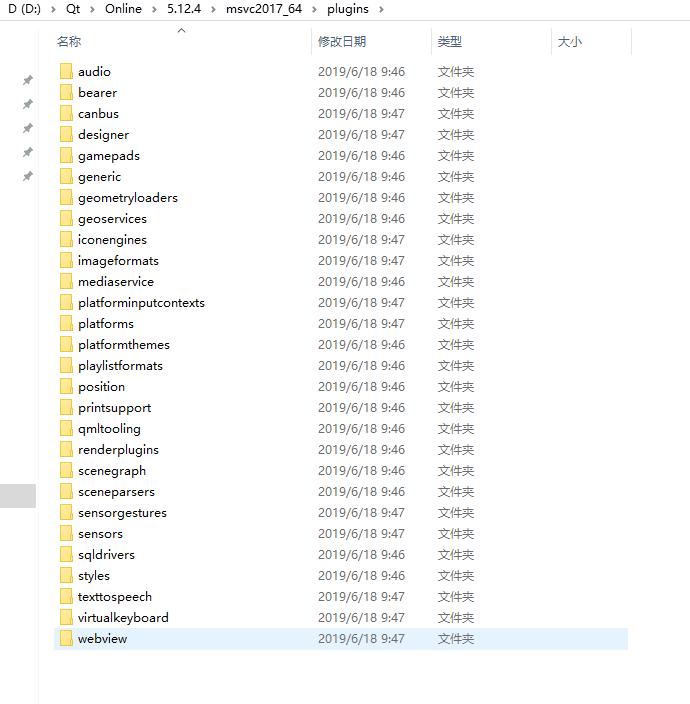 D (D:) > Qt > Online > 5.12.4 > msvc2017_64 > plugins >
名称 修改日期 类型 大小
audio 2019/6/18 9:46 文件夹
bearer 2019/6/18 9:46 文件夹
canbus 2019/6/18 9:47 文件夹
designer 2019/6/18 9:47 文件夹
gamepads 2019/6/18 9:46 文件夹
generic 2019/6/18 9:46 文件夹
geometryloaders 2019/6/18 9:46 文件夹
geoservices 2019/6/18 9:46 文件夹
iconengines 2019/6/18 9:47 文件夹
imageformats 2019/6/18 9:47 文件夹
mediaservice 2019/6/18 9:46 文件夹
platforminputcontexts 2019/6/18 9:47 文件夹
platforms 2019/6/18 9:47 文件夹
platformthemes 2019/6/18 9:47 文件夹
playlistformats 2019/6/18 9:46 文件夹
position 2019/6/18 9:46 文件夹
printsupport 2019/6/18 9:46 文件夹
qmltooling 2019/6/18 9:46 文件夹
renderplugins 2019/6/18 9:46 文件夹
scenegraph 2019/6/18 9:46 文件夹
sceneparsers 2019/6/18 9:46 文件夹
sensorgestures 2019/6/18 9:47 文件夹
sensors 2019/6/18 9:47 文件夹
sqldrivers 2019/6/18 9:46 文件夹
styles 2019/6/18 9:46 文件夹
texttospeech 2019/6/18 9:47 文件夹
virtualkeyboard 2019/6/18 9:47 文件夹
webview 2019/6/18 9:47 文件夹